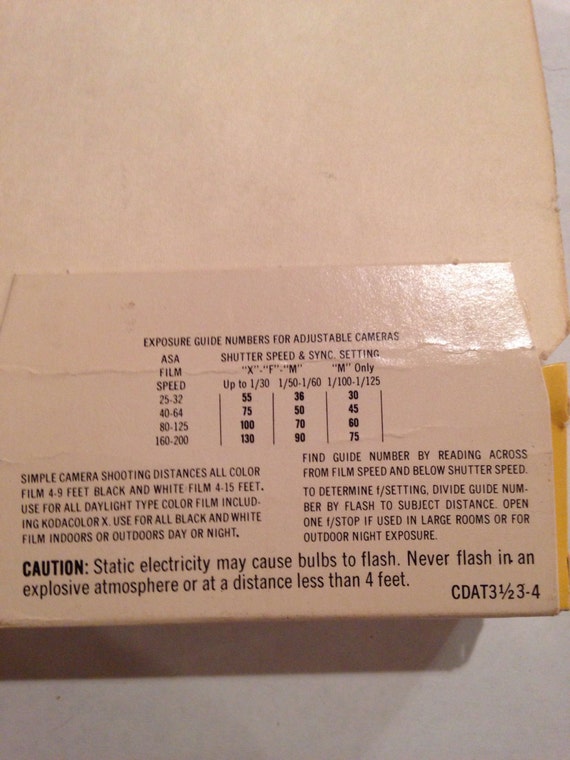 EXPOSURE GUIDE NUMBERS FOR ADJUSTABLE CAMERAS
ASA SHUTTER SPEED & SYNC. SETTING
FILM "X"-"F"-"M" "M" Only
SPEED Up to 1/30 1/50-1/60 1/100-1/125
25-32 55 36 30
40-64 75 50 45
80-125 100 70 60
160-200 130 90 75
SIMPLE CAMERA SHOOTING DISTANCES ALL COLOR
FILM 4-9 FEET BLACK AND WHITE FILM 4-15 FEET.
USE FOR ALL DAYLIGHT TYPE COLOR FILM INCLUD-
ING KODACOLOR X. USE FOR ALL BLACK AND WHITE
FILM INDOORS OR OUTDOORS DAY OR NIGHT.
FIND GUIDE NUMBER BY READING ACROSS
FROM FILM SPEED AND BELOW SHUTTER SPEED.
TO DETERMINE f/SETTING, DIVIDE GUIDE NUM-
BER BY FLASH TO SUBJECT DISTANCE. OPEN
ONE f/STOP IF USED IN LARGE ROOMS OR FOR
OUTDOOR NIGHT EXPOSURE.
CAUTION: Static electricity may cause bulbs to flash. Never flash in an
explosive atmosphere or at a distance less than 4 feet.
CDAT3½3-4